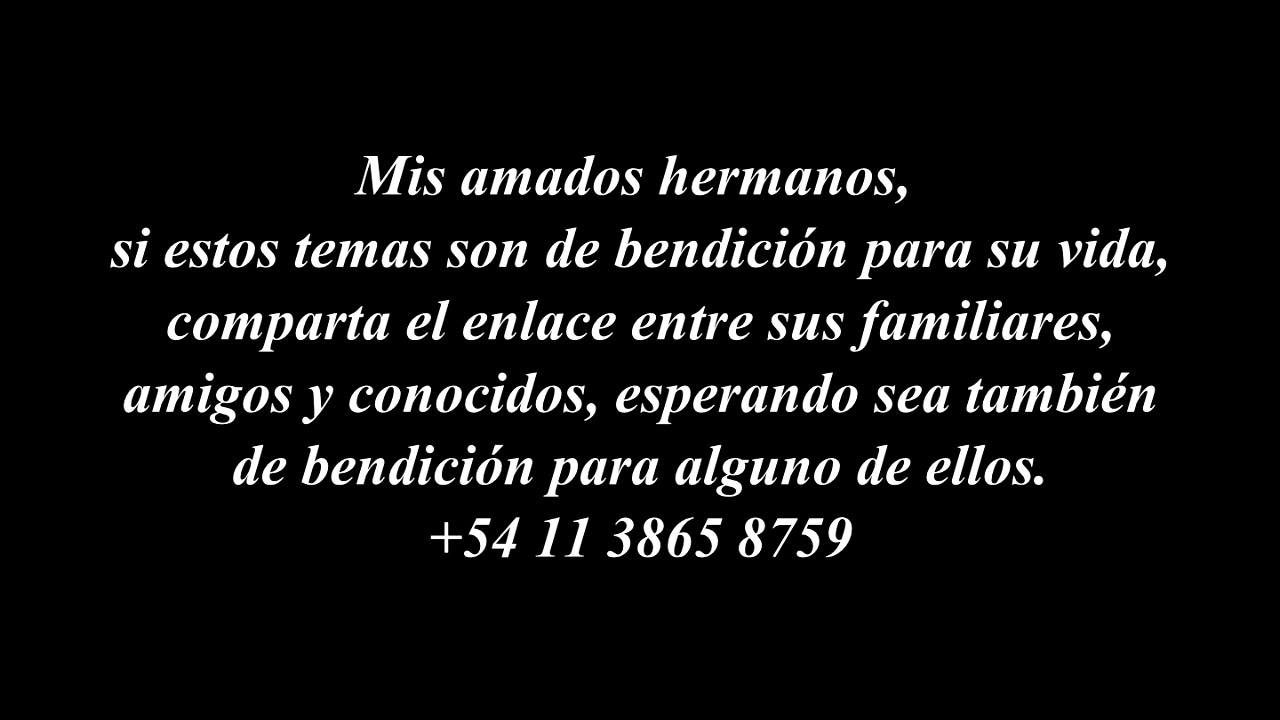 Mis amados hermanos,
si estos temas son de bendición para su vida,
comparta el enlace entre sus familiares,
amigos y conocidos, esperando sea también
de bendición para alguno de ellos.
+54 11 3865 8759